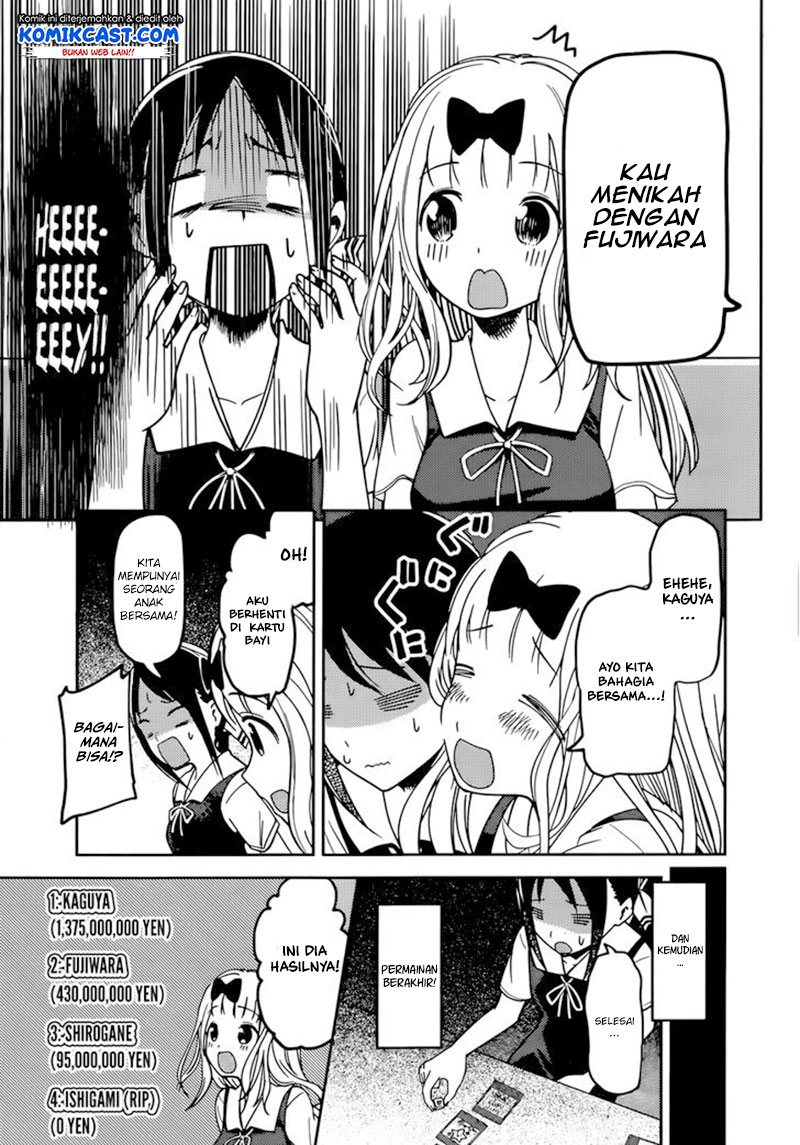 Komik ini diterjemahkan & diedit oleh
KOMIKCAST.COM
BUKAN WEB LAIN!!
KAU
MENIKAH
DENGAN
FUJIWARA
HEEEE-
EEEEE-
EEEY!!
EHEHE,
KAGUYA
...
AYO KITA
BAHAGIA
BERSAMA...!
OH!
AKU
BERHENTI
DI KARTU
BAYI
KITA
MEMPUNYAI
SEORANG
ANAK
BERSAMA!
BAGAI-
MANA
BISA!?
DAN
KEMUDIAN
...
SELESAI
...
PERMAINAN
BERAKHIR!
INI DIA
HASILNYA!
1: KAGUYA
(1,375,000,000 YEN)
2: FUJIWARA
(430,000,000 YEN)
3: SHIROGANE
(95,000,000 YEN)
4: ISHIGAMI (RIP.)
(0 YEN)